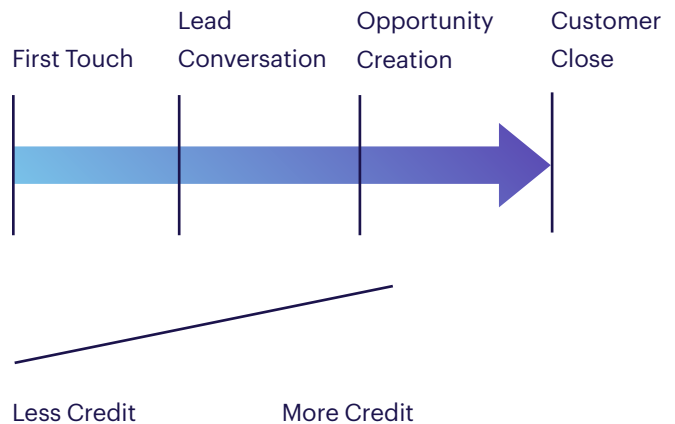 First Touch
Lead
Conversation
Opportunity
Creation
Customer
Close
Less Credit
More Credit